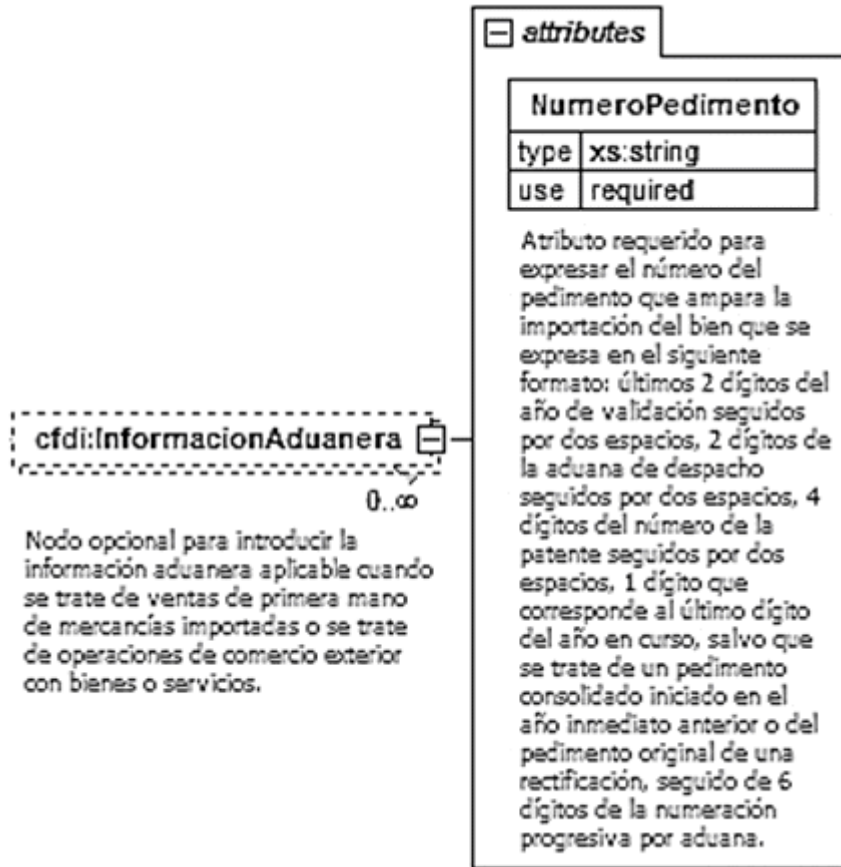 attributes
NumeroPedimento
type xs:string
use required
Atributo requerido para
expresar el número del
pedimento que ampara la
importación del bien que se
expresa en el siguiente
formato: últimos 2 dígitos del
año de validación seguidos
por dos espacios, 2 dígitos de
la aduana de despacho
seguidos por dos espacios, 4
dígitos del número de la
patente seguidos por dos
espacios, 1 dígito que
corresponde al último dígito
del año en curso, salvo que
se trate de un pedimento
consolidado iniciado en el
año inmediato anterior o del
pedimento original de una
rectificación, seguido de 6
dígitos de la numeración
progresiva por aduana.
cfdi:InformacionAduanera
0..∞
Nodo opcional para introducir la
información aduanera aplicable cuando
se trate de ventas de primera mano
de mercancías importadas o se trate
de operaciones de comercio exterior
con bienes o servicios.